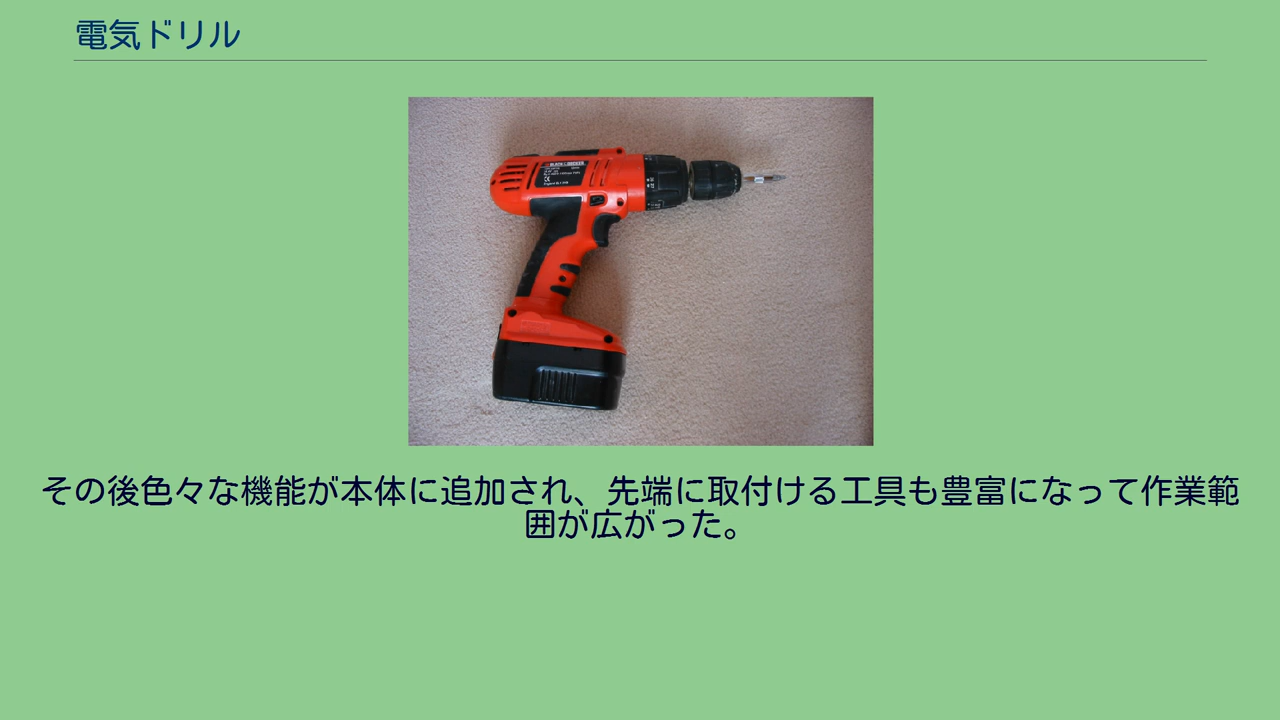 電気ドリル
BLACK & DECKER
その後色々な機能が本体に追加され、先端に取付ける工具も豊富になって作業範
囲が広がった。